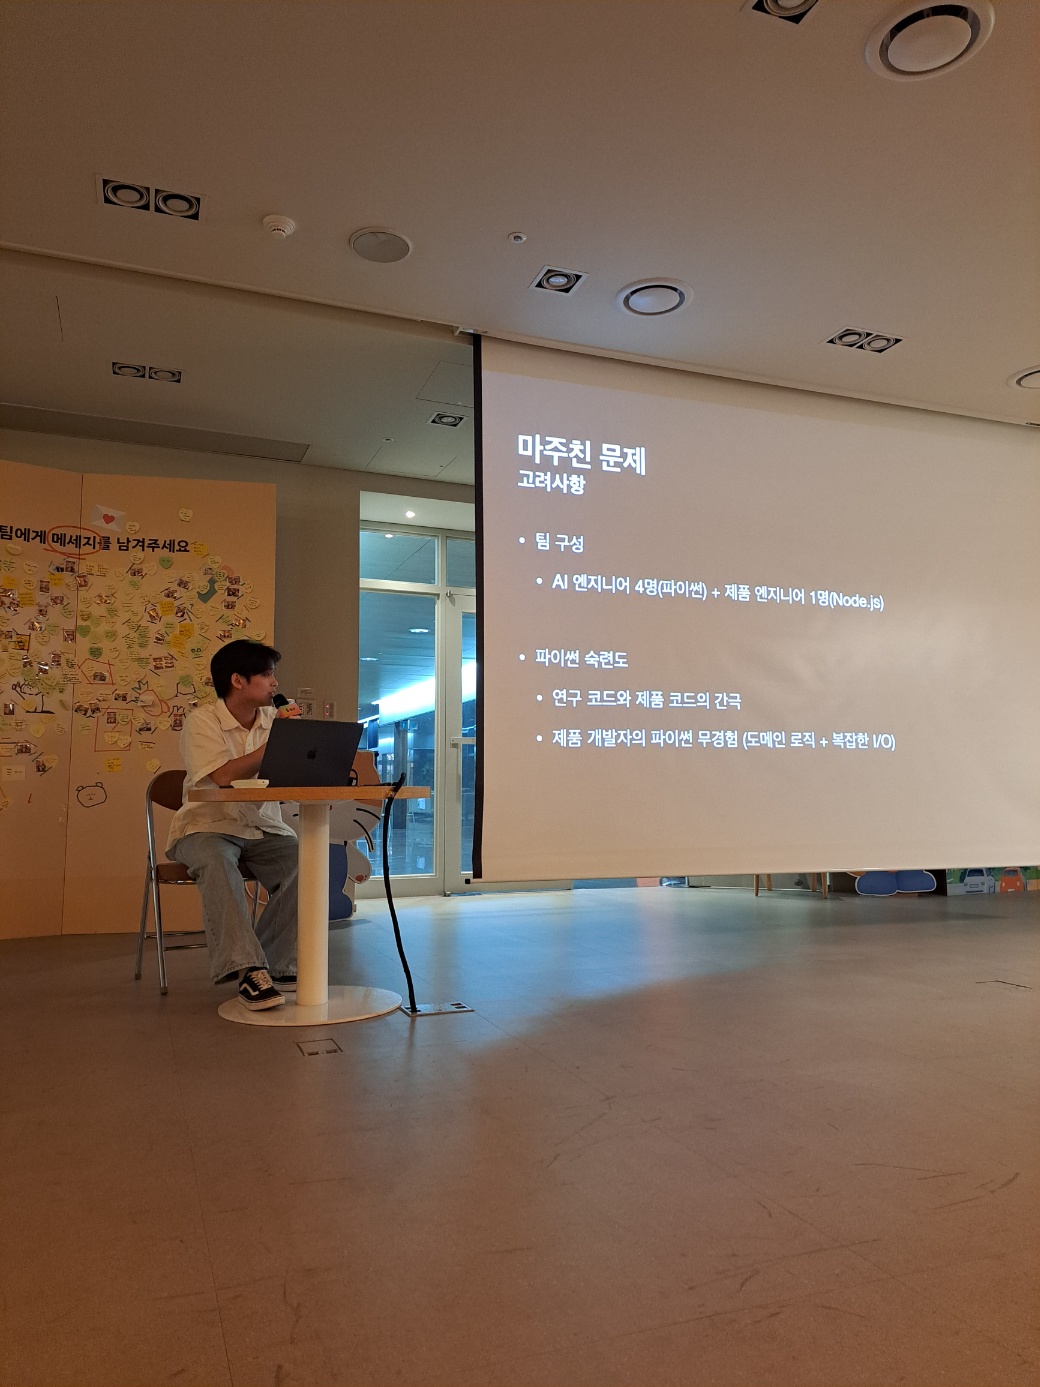 팀에게 메세지를 남겨주세요
마주친 문제
고려사항
• 팀 구성
• AI 엔지니어 4명(파이썬) + 제품 엔지니어 1명(Node.js)
• 파이썬 숙련도
• 연구 코드와 제품 코드의 간극
• 제품 개발자의 파이썬 무경험 (도메인 로직 + 복잡한 I/O)